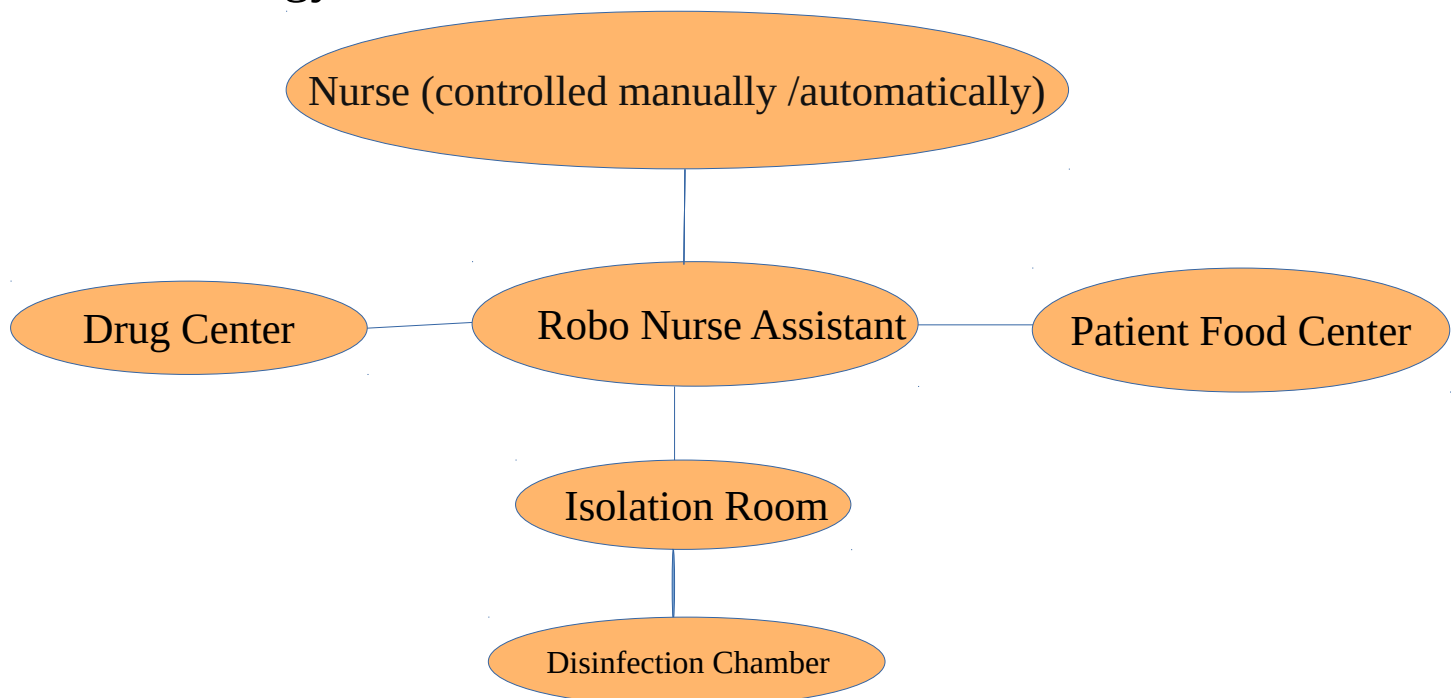 Nurse (controlled manually /automatically)
Drug Center
Robo Nurse Assistant
Patient Food Center
Isolation Room
Disinfection Chamber